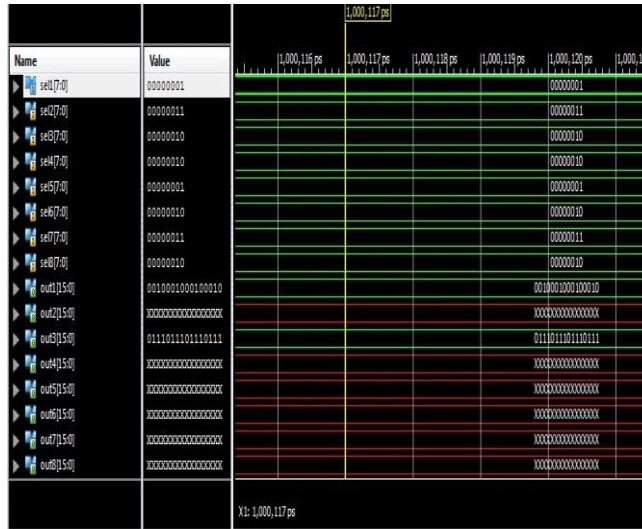 1,000,117 ps
Name Value 1,000,116 ps 1,000,117 ps 1,000,118 ps 1,000,119 ps 1,000,120 ps 1,000,1
sel1[7:0] 00000001 00000001
sel2[7:0] 00000011 00000011
sel3[7:0] 00000010 00000010
sel4[7:0] 00000010 00000010
sel5[7:0] 00000001 00000001
sel6[7:0] 00000010 00000010
sel7[7:0] 00000011 00000011
sel8[7:0] 00000010 00000010
out1[15:0] 0010001000100010 0010001000100010
out2[15:0] XXXXXXXXXXXXXXXX XXXXXXXXXXXXXXXX
out3[15:0] 0111011101110111 0111011101110111
out4[15:0] XXXXXXXXXXXXXXXX XXXXXXXXXXXXXXXX
out5[15:0] XXXXXXXXXXXXXXXX XXXXXXXXXXXXXXXX
out6[15:0] XXXXXXXXXXXXXXXX XXXXXXXXXXXXXXXX
out7[15:0] XXXXXXXXXXXXXXXX XXXXXXXXXXXXXXXX
out8[15:0] XXXXXXXXXXXXXXXX XXXXXXXXXXXXXXXX
X1: 1,000,117 ps